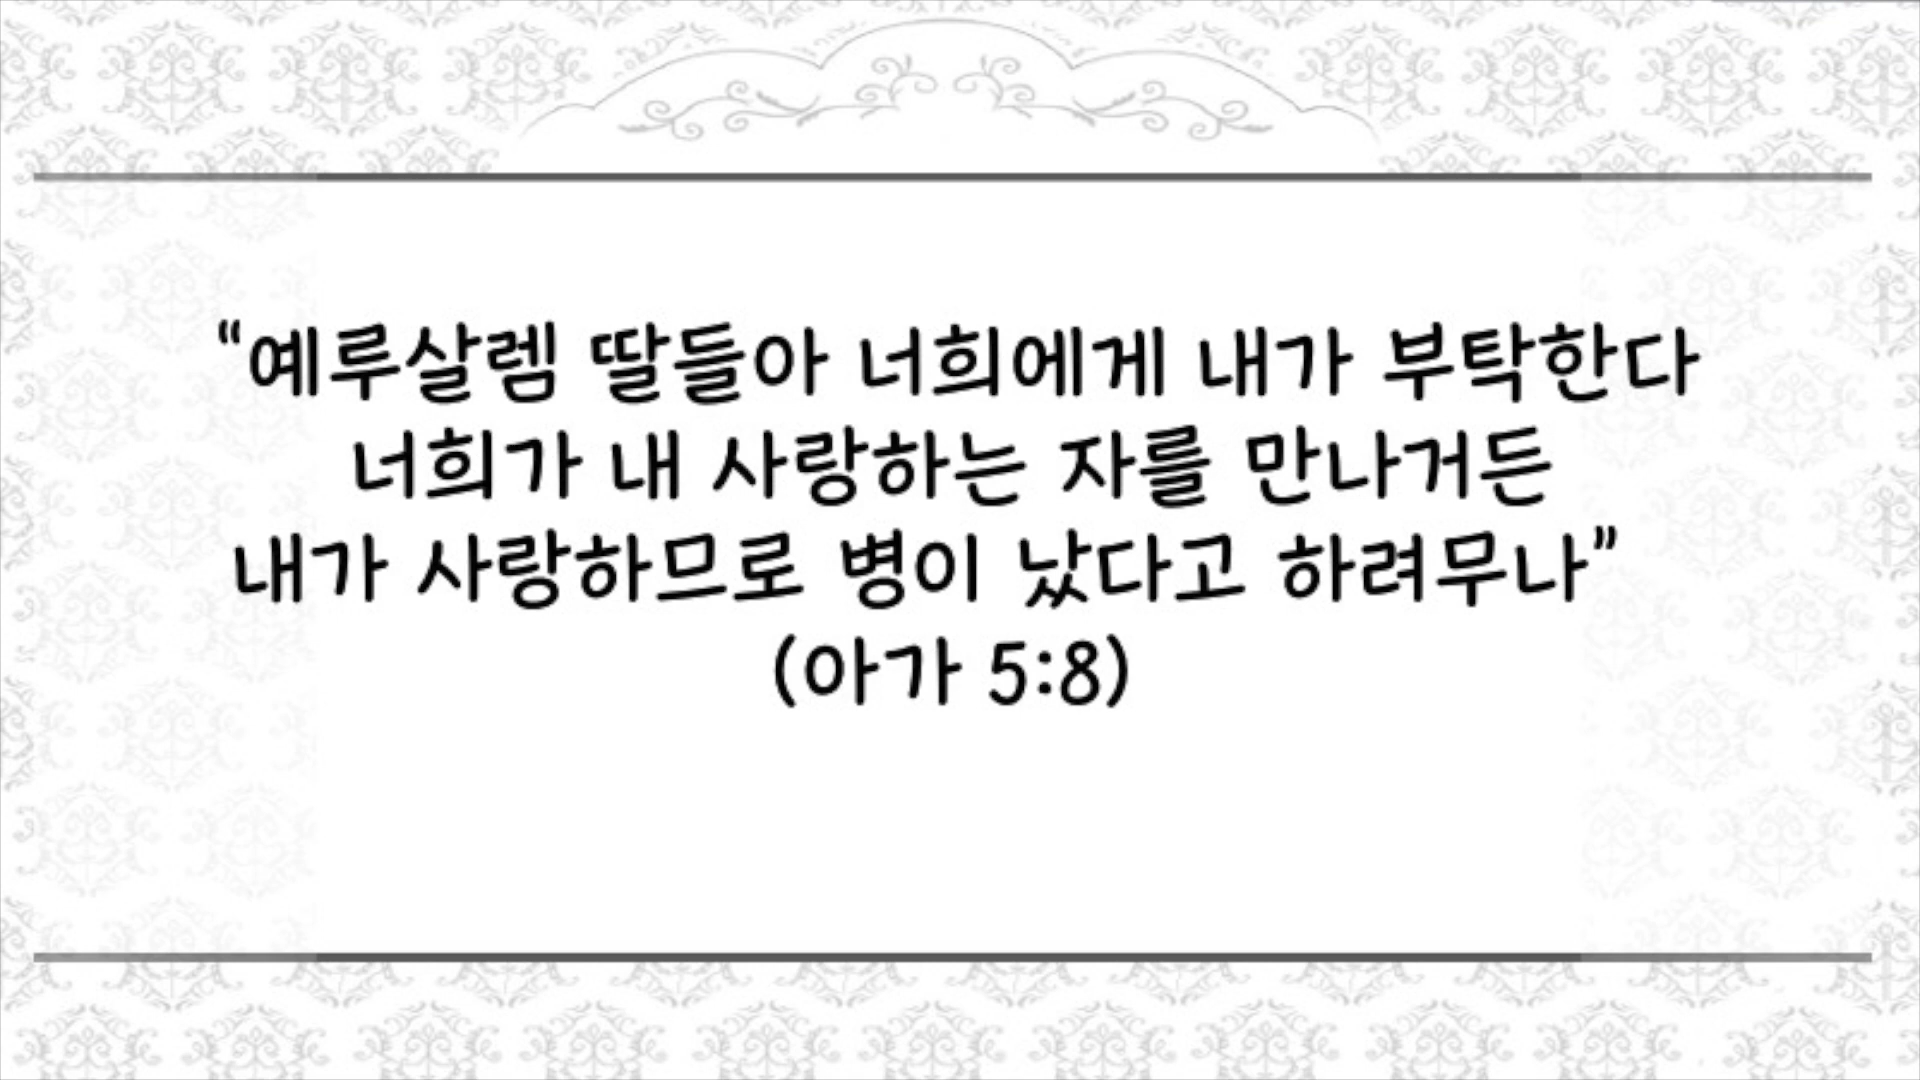 “예루살렘 딸들아 너희에게 내가 부탁한다
너희가 내 사랑하는 자를 만나거든
내가 사랑하므로 병이 났다고 하려무나”
(아가 5:8)